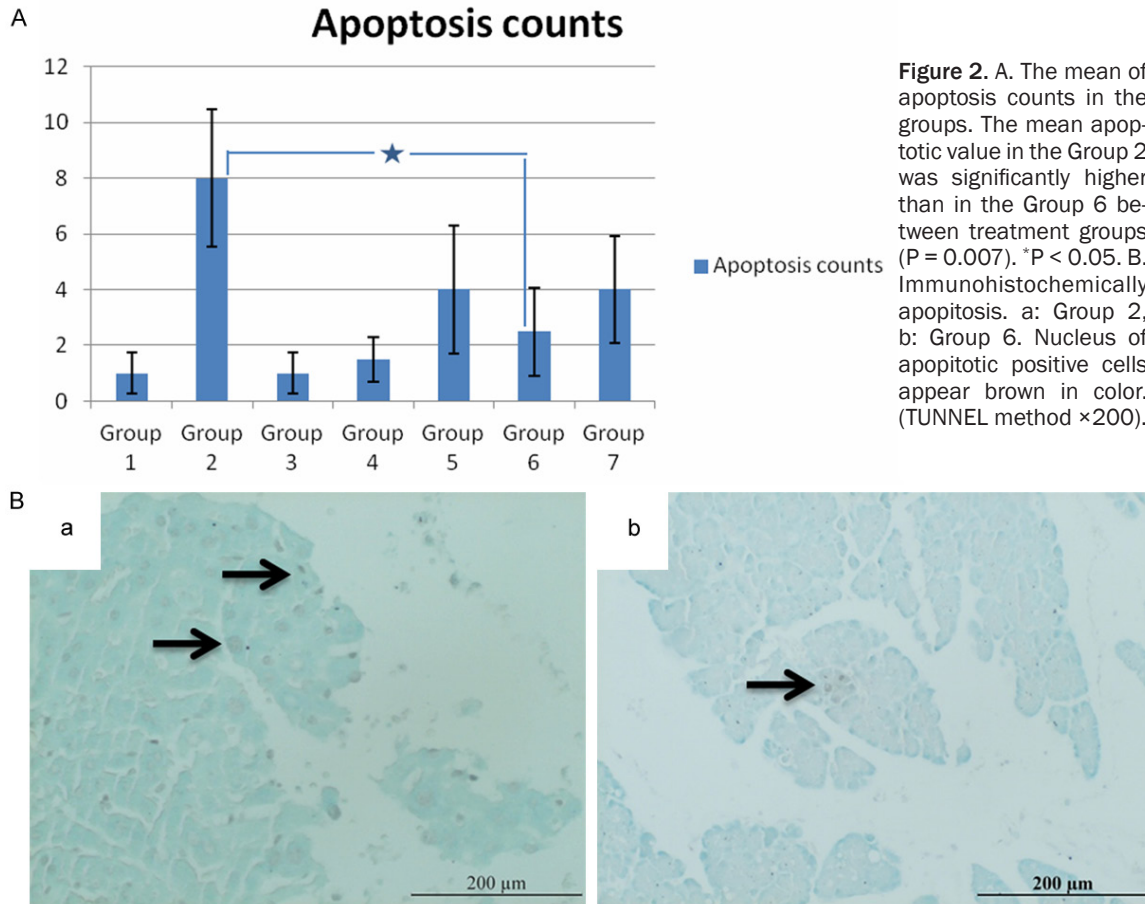 A
Apoptosis counts
12
10
8
6
4
2
0
Group 1
Group 2
Group 3
Group 4
Group 5
Group 6
Group 7
Apoptosis counts
Figure 2. A. The mean of
apoptosis counts in the
groups. The mean apop-
totic value in the Group 2
was significantly higher
than in the Group 6 be-
tween treatment groups
(P = 0.007). *P < 0.05. B.
Immunohistochemically
apopitosis. a: Group 2,
b: Group 6. Nucleus of
apopitotic positive cells
appear brown in color.
(TUNNEL method ×200).
B
a
200 µm
b
200 µm